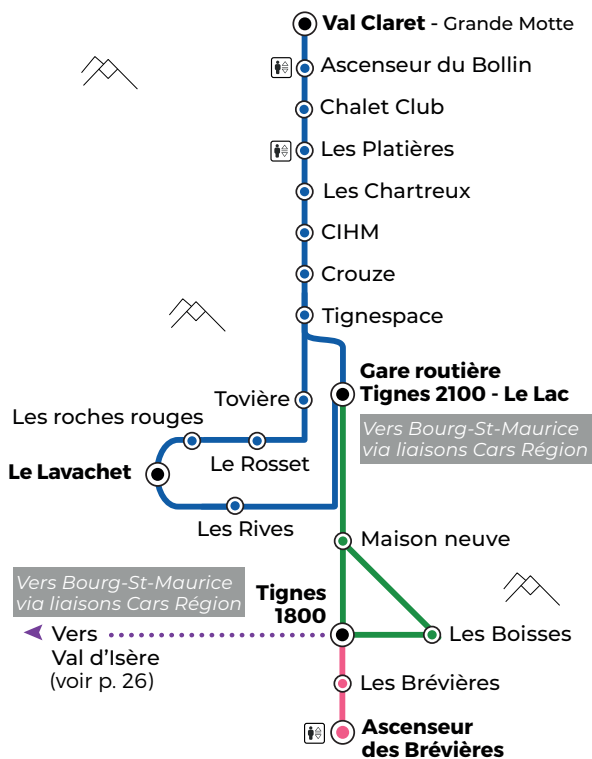 Val Claret - Grande Motte
Ascenseur du Bollin
Chalet Club
Les Platières
Les Chartreux
CIHM
Crouze
Tignespace
Gare routière
Tignes 2100 - Le Lac
Vers Bourg-St-Maurice
via liaisons Cars Région
Tovière
Les roches rouges
Le Rosset
Le Lavachet
Les Rives
Maison neuve
Vers Bourg-St-Maurice
via liaisons Cars Région
Tignes
1800
Vers
Val d'Isère
(voir p. 26)
Les Boisses
Les Brévières
Ascenseur
des Brévières